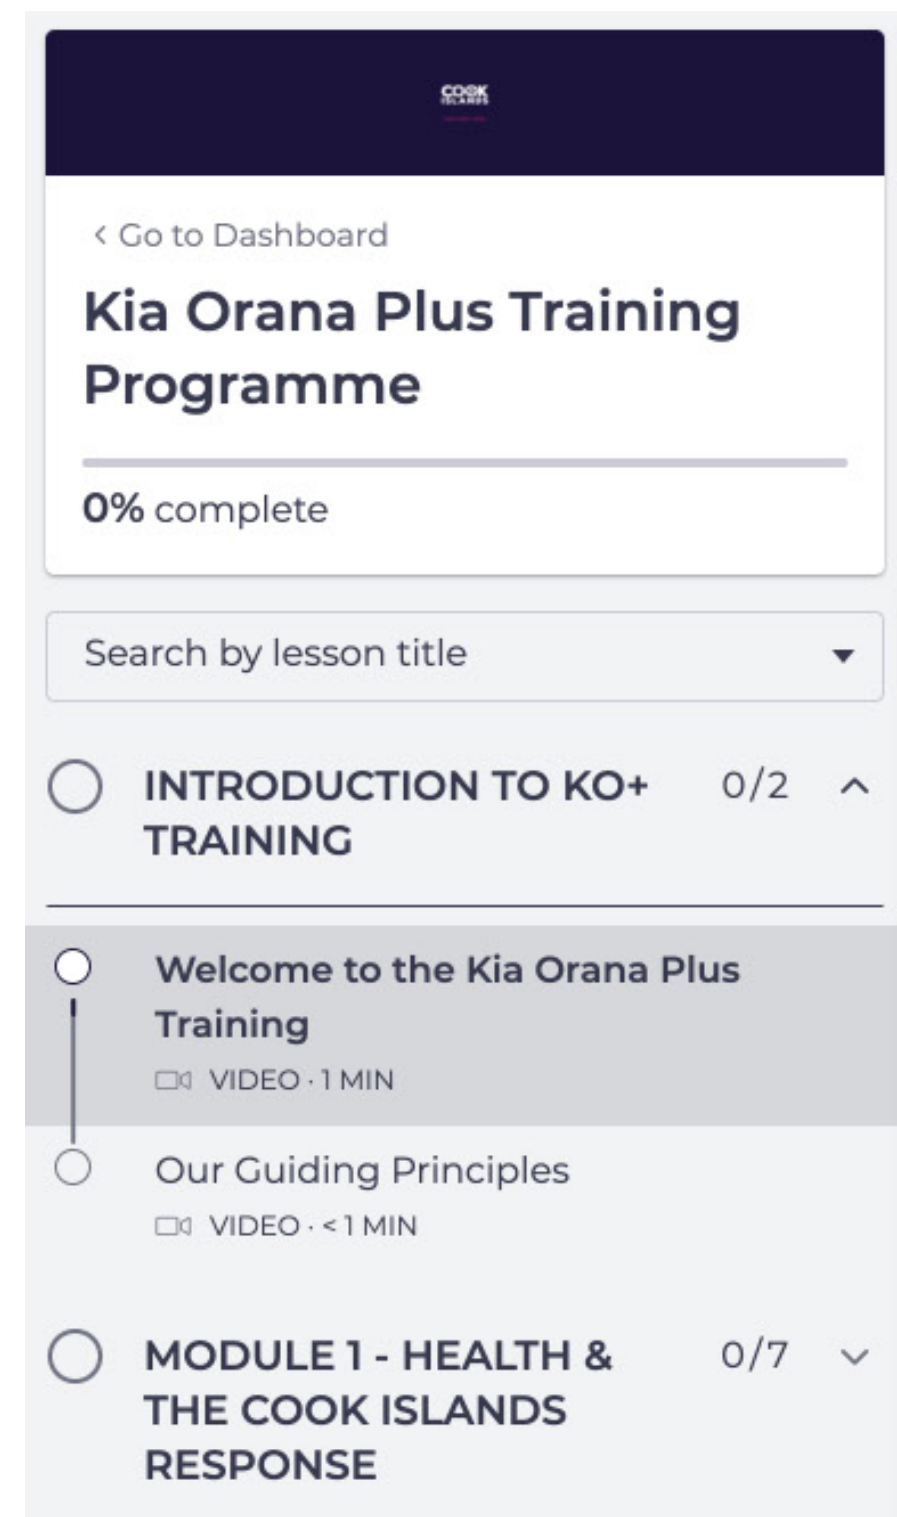 COOK
ISLANDS
Go to Dashboard
Kia Orana Plus Training
Programme
0% complete
Search by lesson title
INTRODUCTION TO KO+ 0/2
TRAINING
Welcome to the Kia Orana Plus
Training
VIDEO · 1 MIN
Our Guiding Principles
VIDEO · < 1 MIN
MODULE 1 - HEALTH & 0/7
THE COOK ISLANDS
RESPONSE